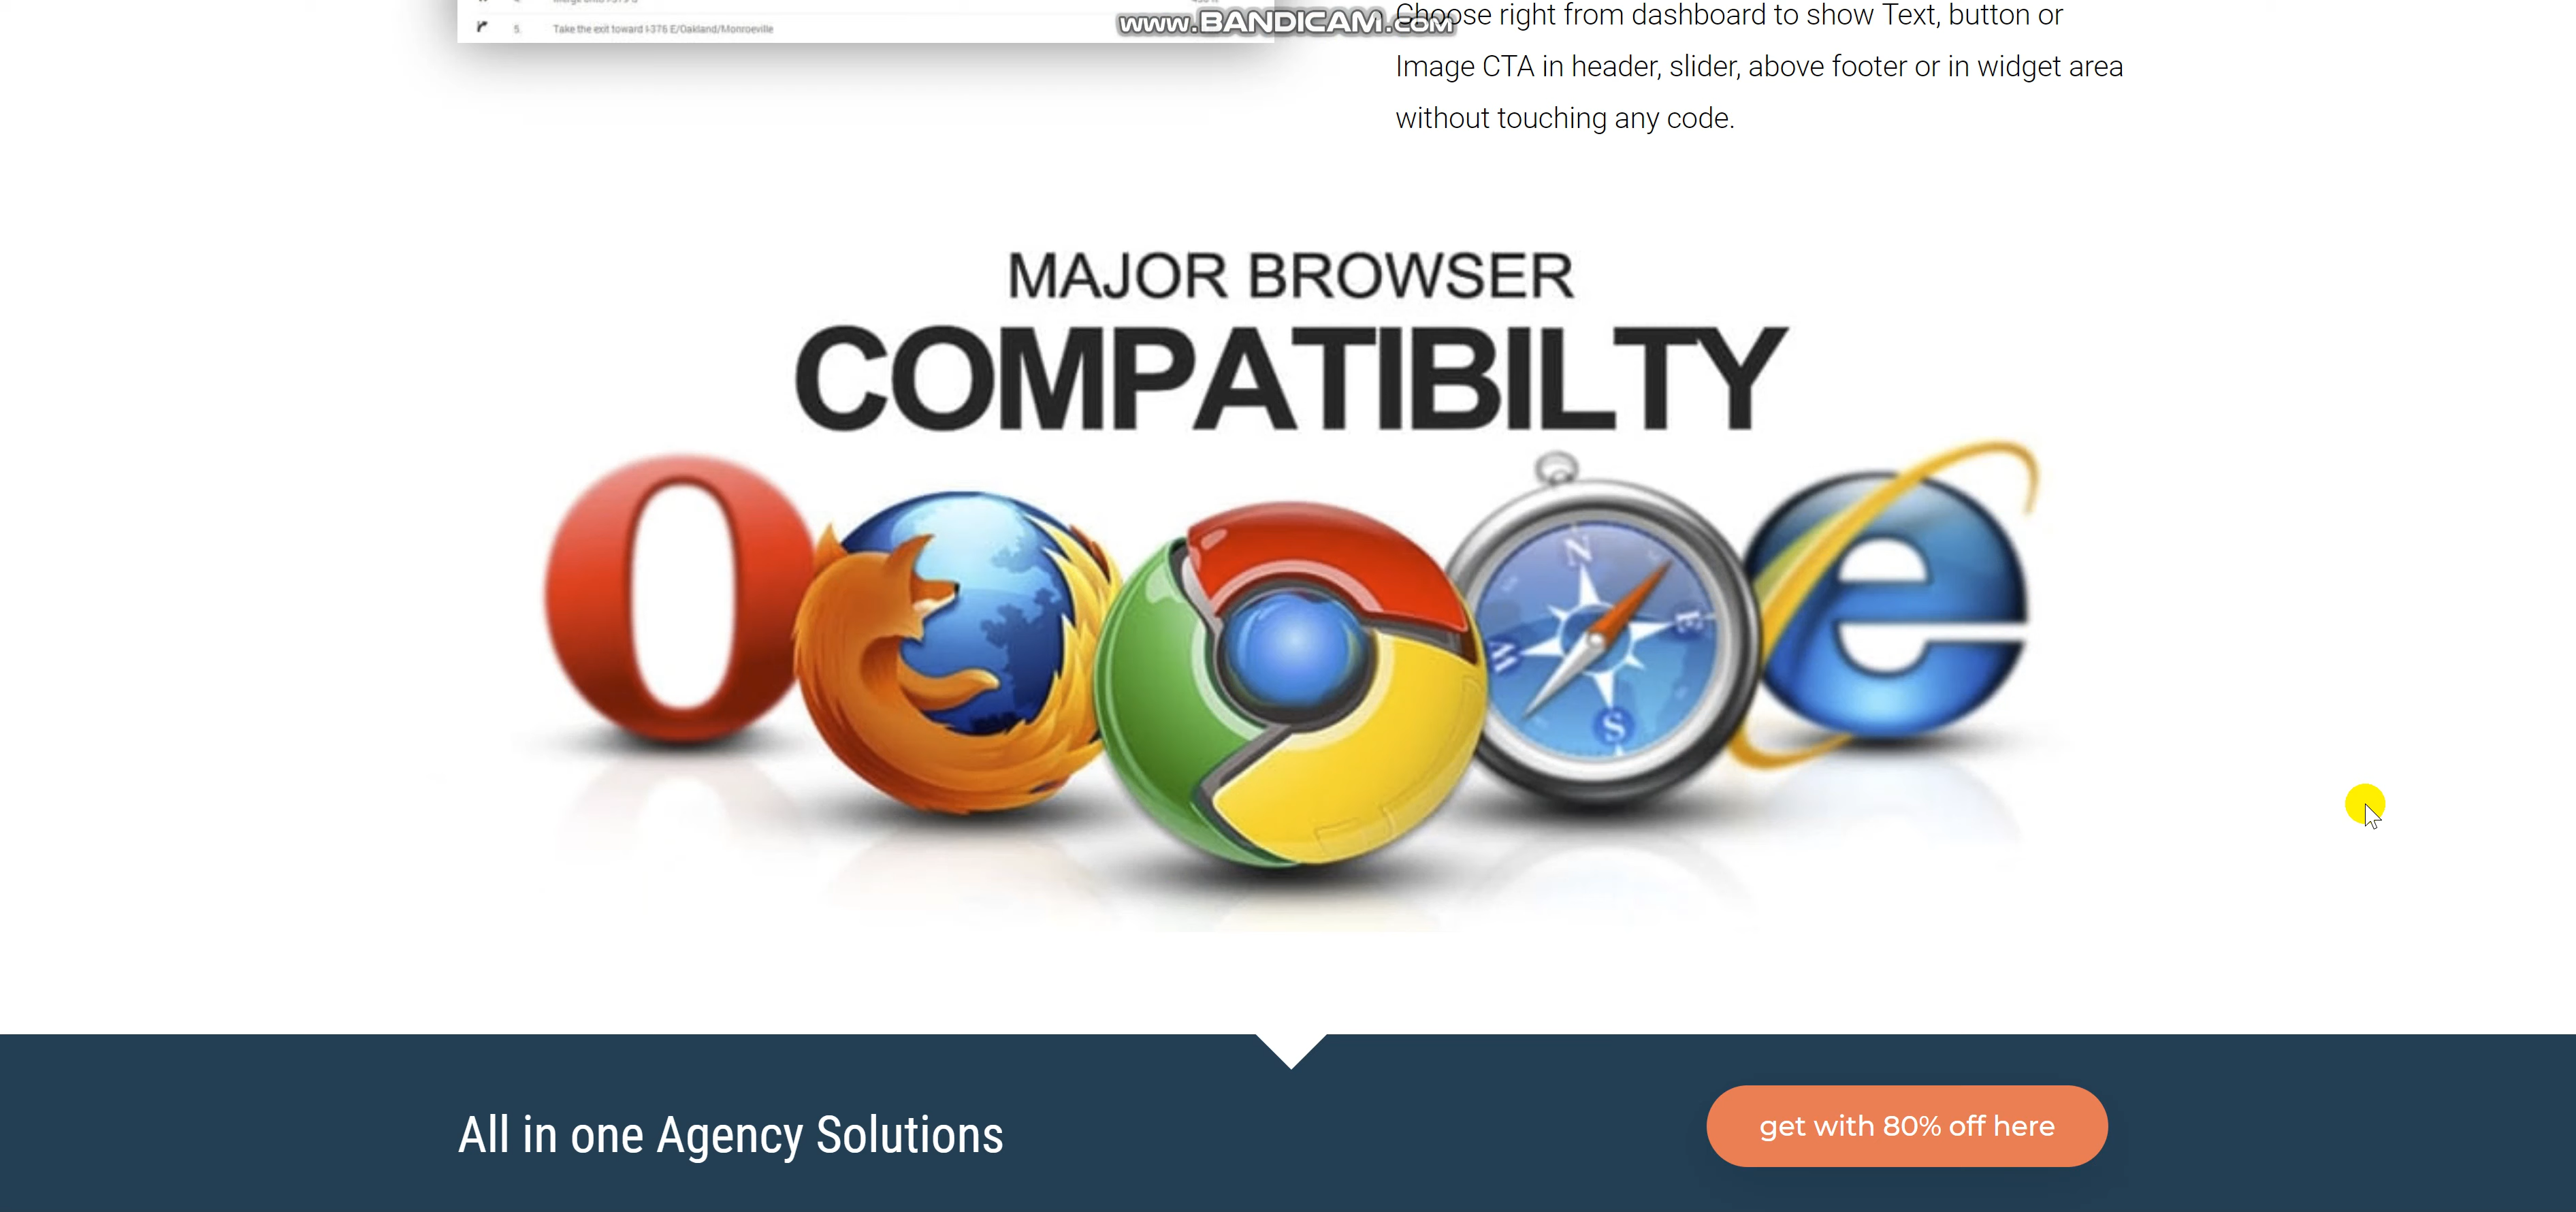 5. Take the exit toward I-376 E/Oakland/Monroeville
www.BANDICAM.com
Choose right from dashboard to show Text, button or
Image CTA in header, slider, above footer or in widget area
without touching any code.
MAJOR BROWSER
COMPATIBILTY
N
E
W
S
All in one Agency Solutions
get with 80% off here